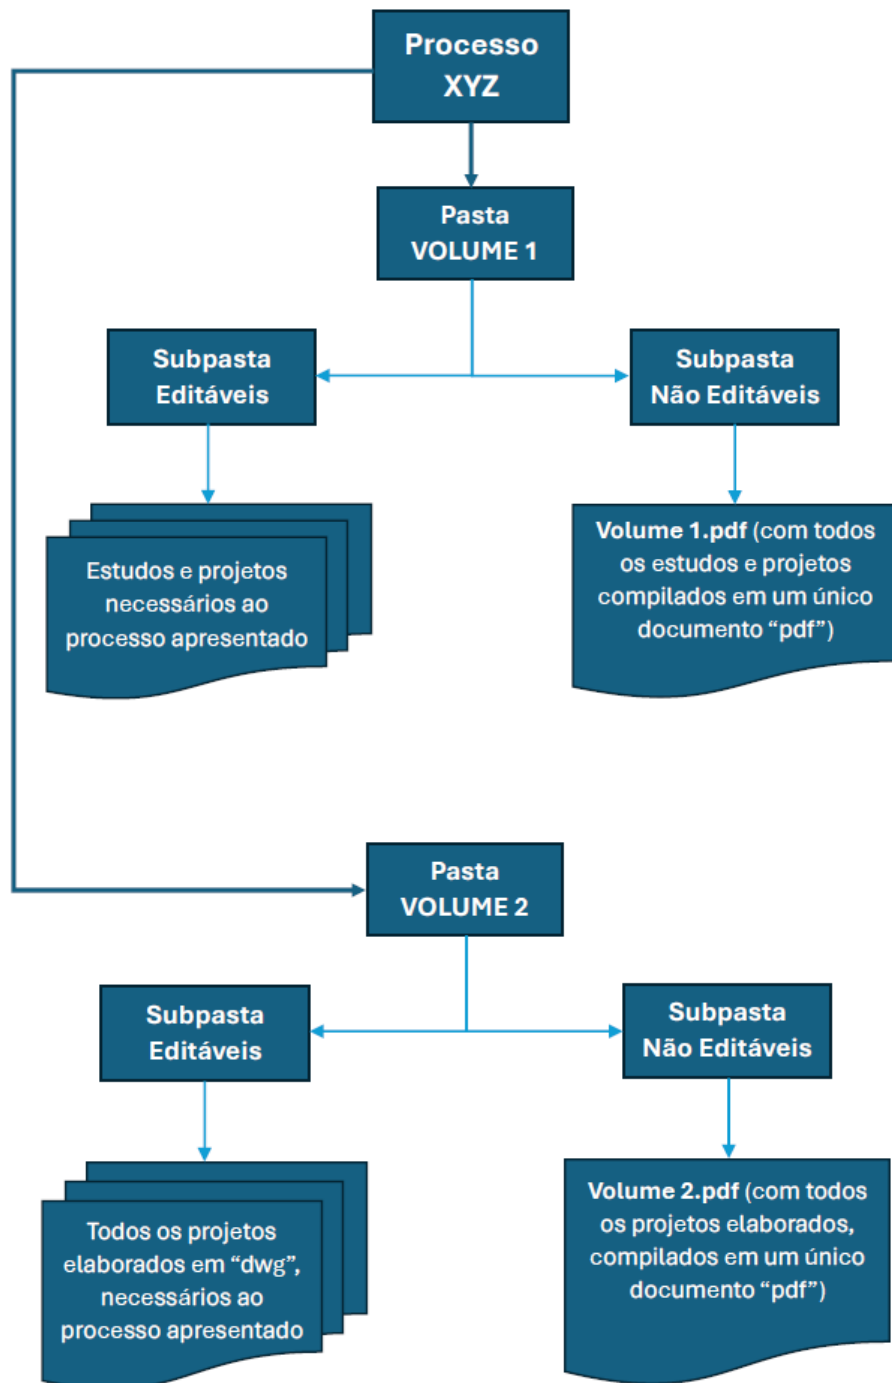 Processo
XYZ
Pasta
VOLUME 1
Subpasta
Editáveis
Subpasta
Não Editáveis
Estudos e projetos
necessários ao
processo apresentado
Volume 1.pdf (com todos
os estudos e projetos
compilados em um único
documento “pdf”)
Pasta
VOLUME 2
Subpasta
Editáveis
Subpasta
Não Editáveis
Todos os projetos
elaborados em “dwg”,
necessários ao
processo apresentado
Volume 2.pdf (com todos
os projetos elaborados,
compilados em um único
documento “pdf”)